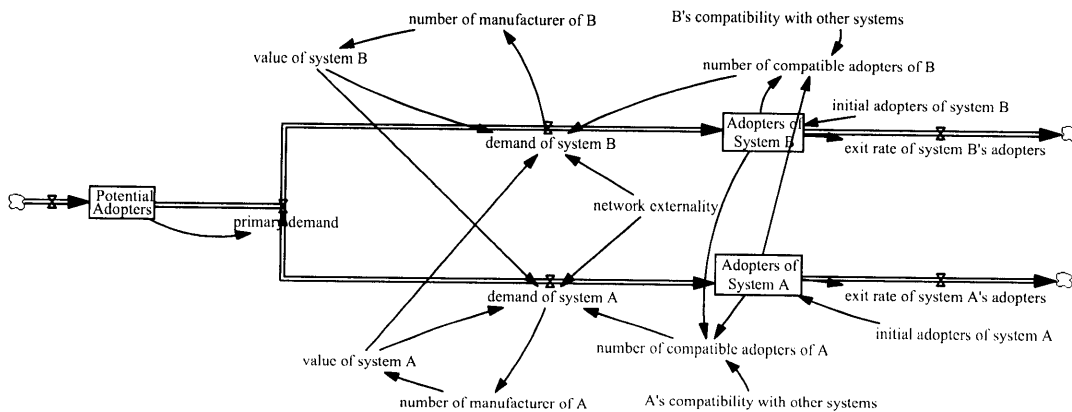 number of manufacturer of B
B's compatibility with other systems
value of system B
number of compatible adopters of B
initial adopters of system B
Adopters of
System B
demand of system B
exit rate of system B's adopters
Potential
Adopters
network externality
primary demand
Adopters of
System A
demand of system A
exit rate of system A's adopters
initial adopters of system A
number of compatible adopters of A
value of system A
number of manufacturer of A
A's compatibility with other systems